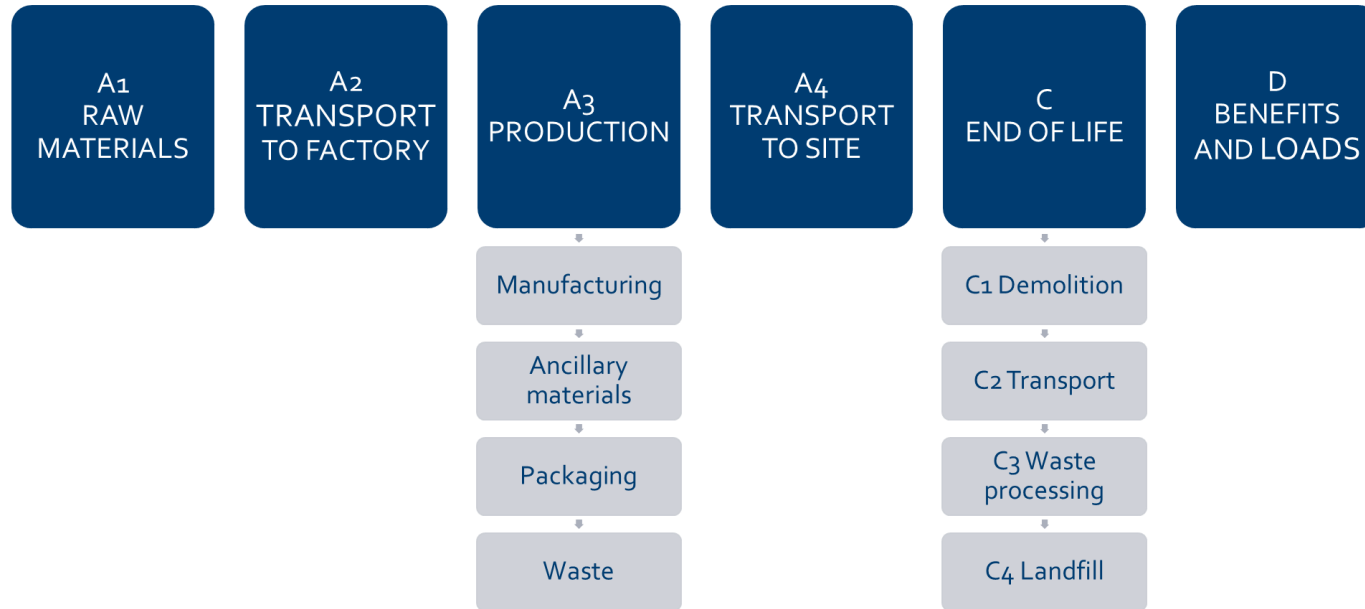 A1
RAW
MATERIALS
A2
TRANSPORT
TO FACTORY
A3
PRODUCTION
A4
TRANSPORT
TO SITE
C
END OF LIFE
D
BENEFITS
AND LOADS
Manufacturing
Ancillary
materials
Packaging
Waste
C1 Demolition
C2 Transport
C3 Waste
processing
C4 Landfill